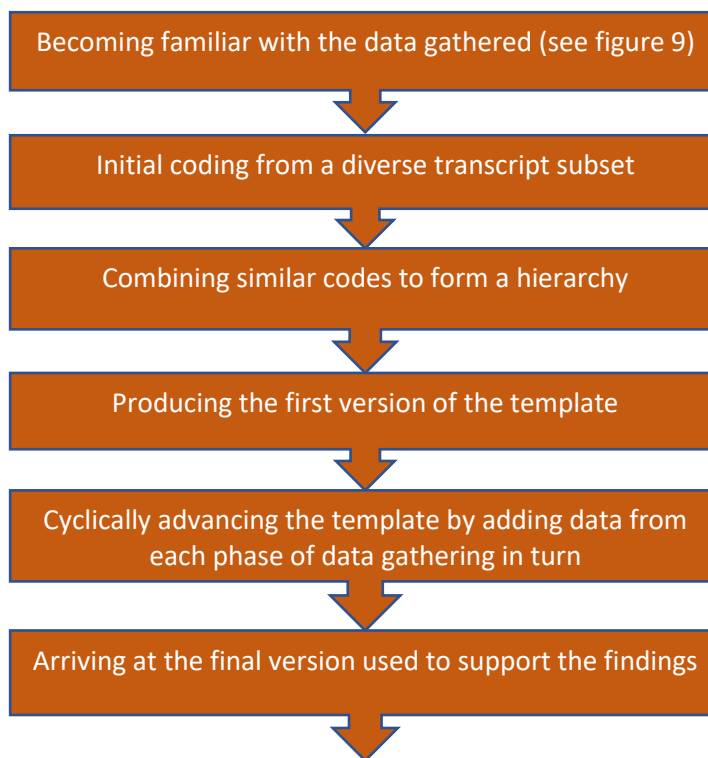 Becoming familiar with the data gathered (see figure 9)
Initial coding from a diverse transcript subset
Combining similar codes to form a hierarchy
Producing the first version of the template
Cyclically advancing the template by adding data from
each phase of data gathering in turn
Arriving at the final version used to support the findings